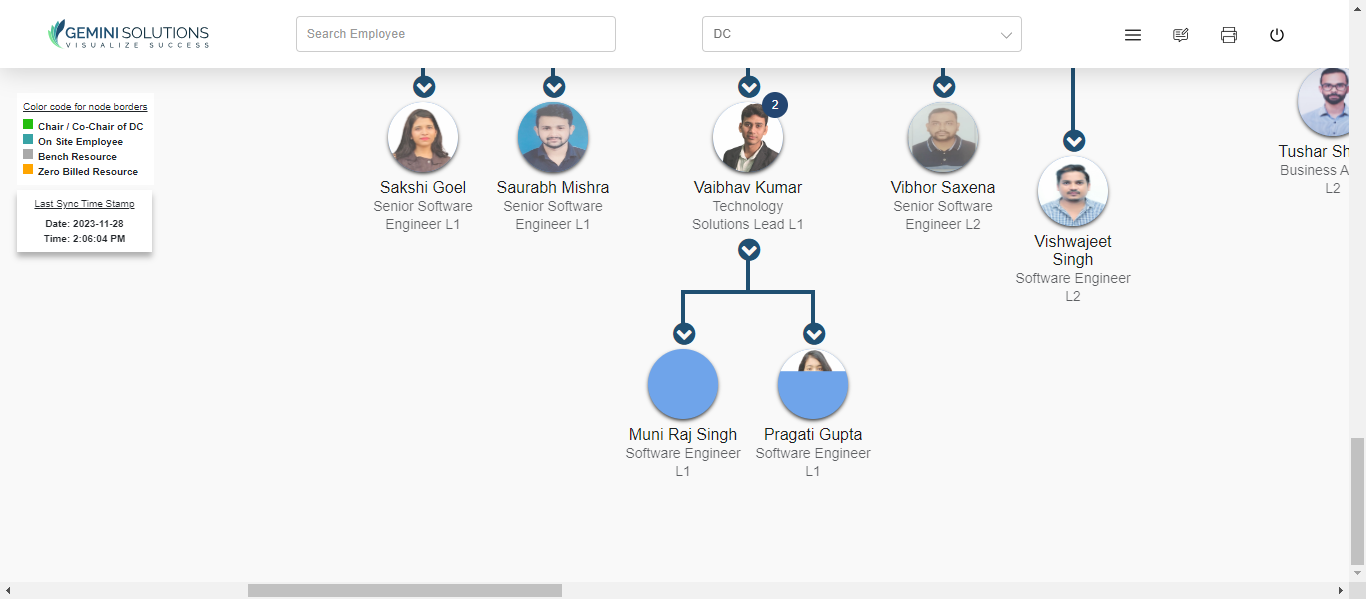 GEMINI SOLUTIONS
VISUALIZE SUCCESS
Search Employee
DC
Color code for node borders
Chair / Co-Chair of DC
On Site Employee
Bench Resource
Zero Billed Resource
Last Sync Time Stamp
Date: 2023-11-28
Time: 2:06:04 PM
Sakshi Goel
Senior Software
Engineer L1
Saurabh Mishra
Senior Software
Engineer L1
2
Vaibhav Kumar
Technology
Solutions Lead L1
Vibhor Saxena
Senior Software
Engineer L2
Vishwajeet
Singh
Software Engineer
L2
Tushar Sh
Business A
L2
Muni Raj Singh
Software Engineer
L1
Pragati Gupta
Software Engineer
L1